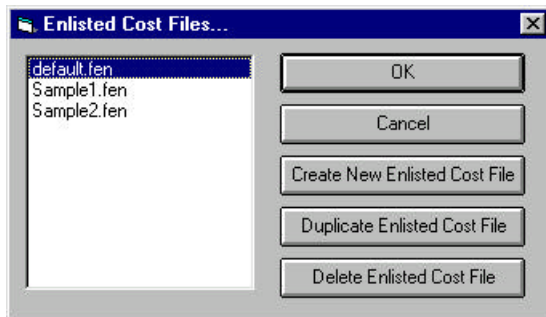 Enlisted Cost Files...
default.fen
Sample1.fen
Sample2.fen
OK
Cancel
Create New Enlisted Cost File
Duplicate Enlisted Cost File
Delete Enlisted Cost File